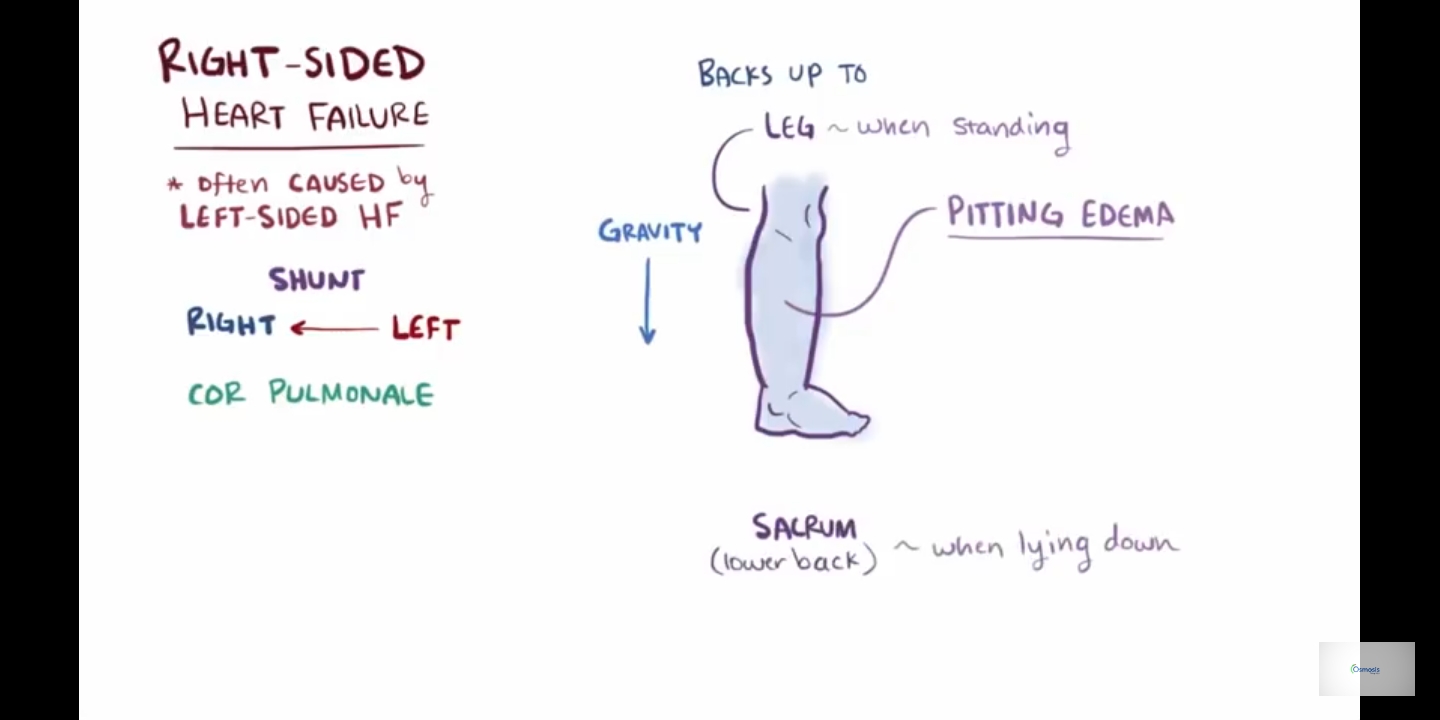 RIGHT-SIDED
HEART FAILURE
* often CAUSED by
LEFT-SIDED HF
SHUNT
RIGHT ← LEFT
COR PULMONALE
BACKS UP TO
LEG ~ when standing
GRAVITY
PITTING EDEMA
SACRUM
(lower back) ~ when lying down
Osmosis